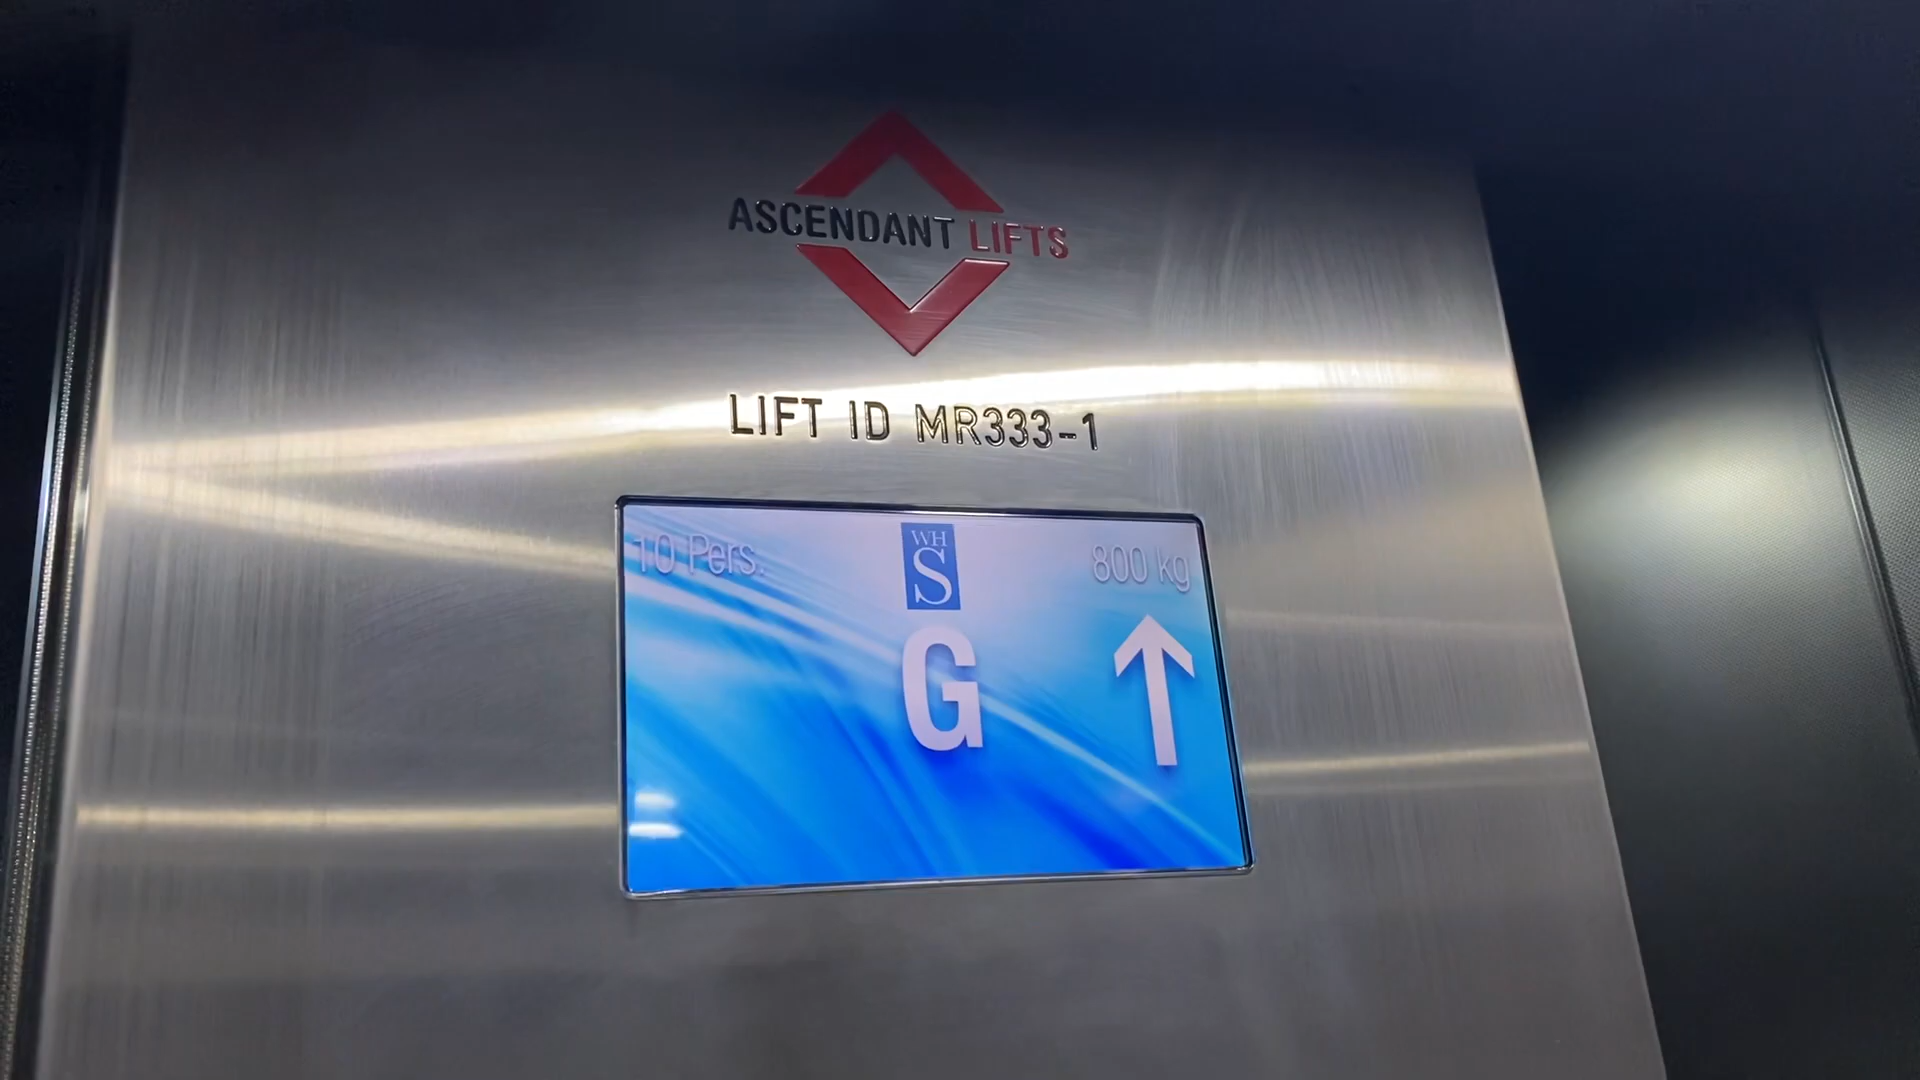 ASCENDANT LIFTS
LIFT ID MR333-1
10 Pers.
WH
S
800 kg
G